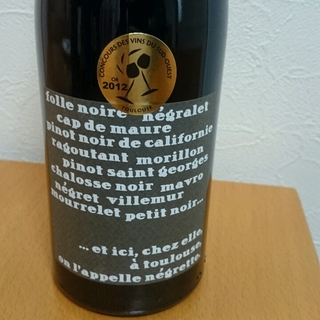 CONCOURS DES VINS DU SUD-OUEST
2012
TOULOUSE
folle noire négralet
cap de maure
pinot noir de californie
ragoutant morillon
pinot saint georges
chalosse noir mavro
négret villemur
mourrelet petit noir...
... et ici, chez elle,
à toulouse,
on l'appelle négrette.